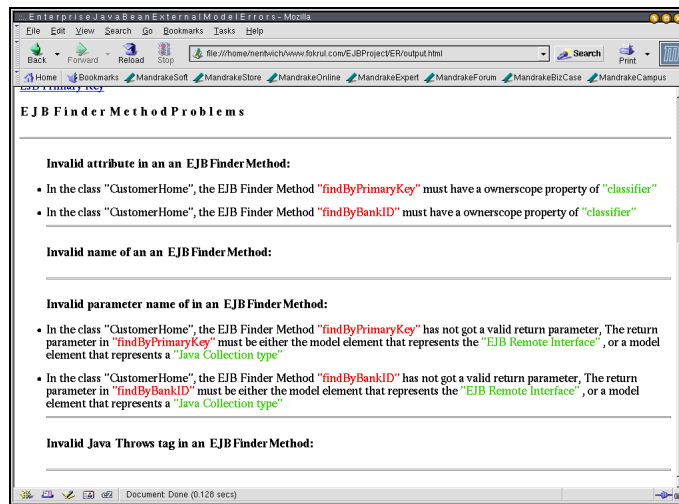 ::.. E n t e r p r i s e J a v a B e a n E x t e r n a l M o d e l E r r o r s - Mozilla
File Edit View Search Go Bookmarks Tasks Help
Back Forward Reload Stop file:///home/nentwich/www.fokrul.com/EJBProject/ER/output.html Search Print
Home Bookmarks MandrakeSoft MandrakeStore MandrakeOnline MandrakeExpert MandrakeForum MandrakeBizCase MandrakeCampus
EJB Primary Key
E J B F i n d e r M e t h o d P r o b l e m s
Invalid attribute in an an EJB Finder Method:
In the class "CustomerHome", the EJB Finder Method "findByPrimaryKey" must have a ownerscope property of "classifier"
In the class "CustomerHome", the EJB Finder Method "findByBankID" must have a ownerscope property of "classifier"
Invalid name of an an EJB Finder Method:
Invalid parameter name of in an EJB Finder Method:
In the class "CustomerHome", the EJB Finder Method "findByPrimaryKey" has not got a valid return parameter, The return
parameter in "findByPrimaryKey" must be either the model element that represents the "EJB Remote Interface" , or a model
element that represents a "Java Collection type"
In the class "CustomerHome", the EJB Finder Method "findByBankID" has not got a valid return parameter, The return
parameter in "findByBankID" must be either the model element that represents the "EJB Remote Interface" , or a model
element that represents a "Java Collection type"
Invalid Java Throws tag in an EJB Finder Method:
Document: Done (0.128 secs)